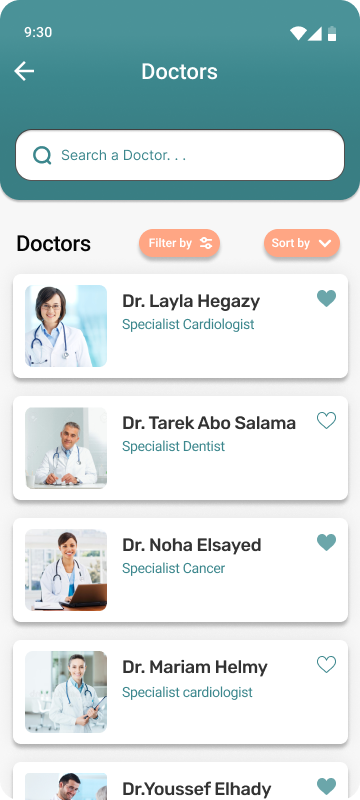 9:30
Doctors
Search a Doctor. . .
Doctors
Filter by
Sort by
Dr. Layla Hegazy
Specialist Cardiologist
Dr. Tarek Abo Salama
Specialist Dentist
Dr. Noha Elsayed
Specialist Cancer
Dr. Mariam Helmy
Specialist cardiologist
Dr.Youssef Elhady